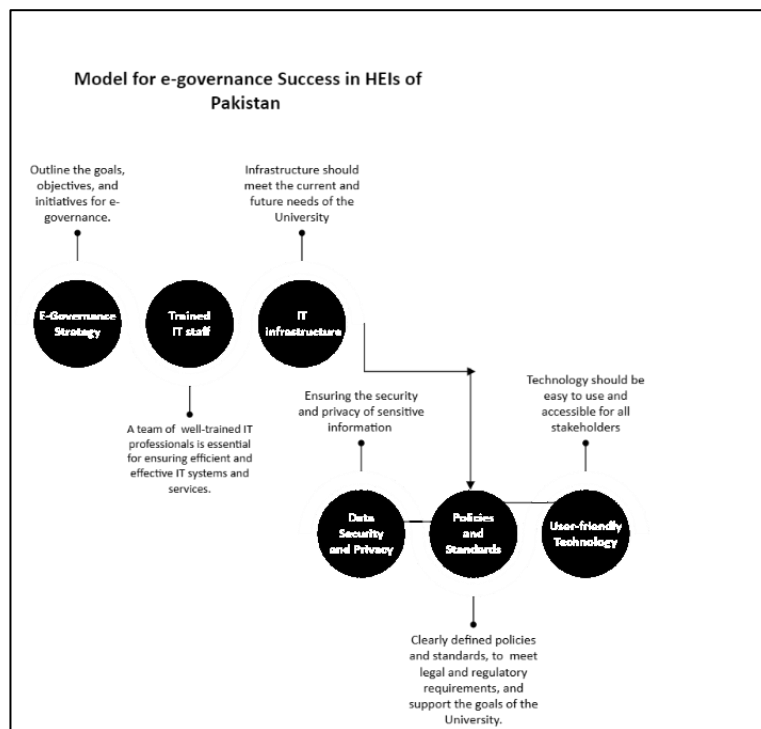 Model for e-governance Success in HEIs of
Pakistan
Outline the goals,
objectives, and
initiatives for e-
governance.
Infrastructure should
meet the current and
future needs of the
University
E-Governance
Strategy
Trained
IT staff
IT
infrastructure
A team of well-trained IT
professionals is essential
for ensuring efficient and
effective IT systems and
services.
Ensuring the security
and privacy of sensitive
information
Technology should be
easy to use and
accessible for all
stakeholders
Data
Security
and Privacy
Policies
and
Standards
User-friendly
Technology
Clearly defined policies
and standards, to meet
legal and regulatory
requirements, and
support the goals of the
University.